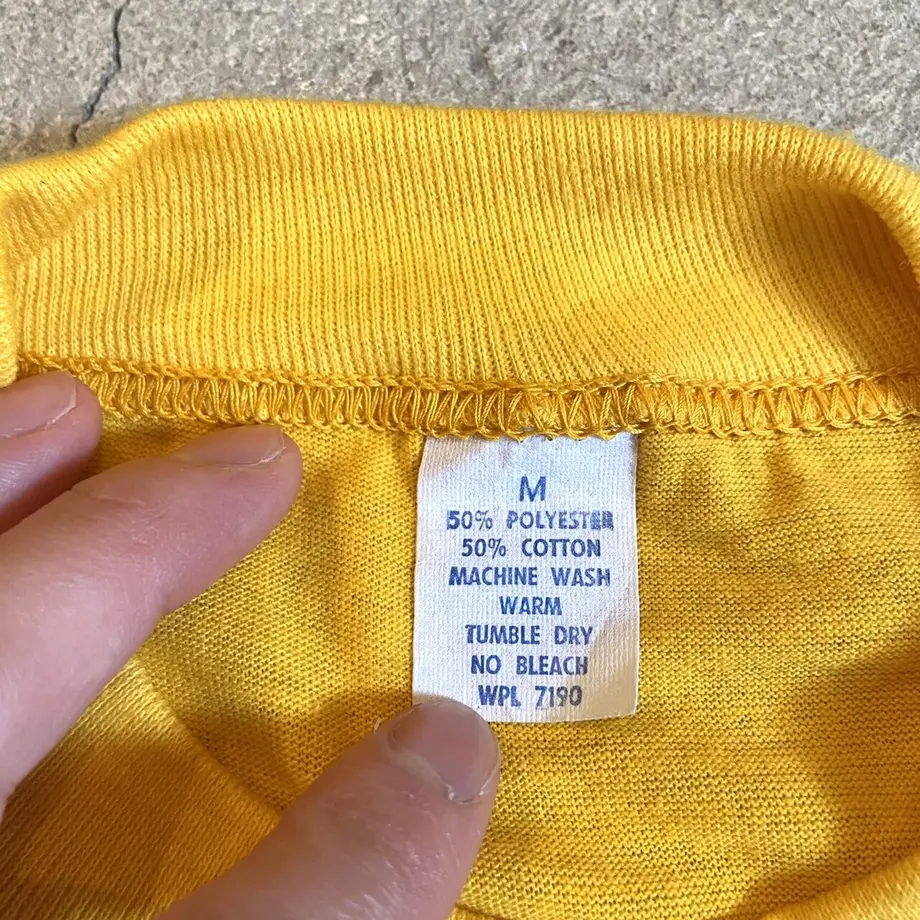 M
50% POLYESTER
50% COTTON
MACHINE WASH
WARM
TUMBLE DRY
NO BLEACH
WPL 7190